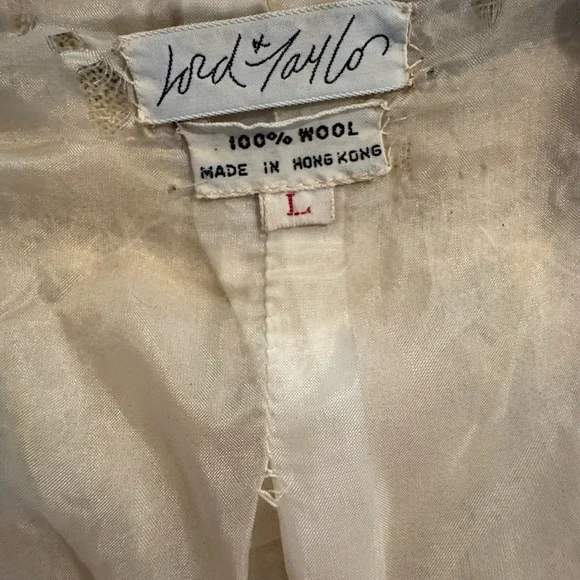 Lord & Taylor
100% WOOL
MADE IN HONG KONG
L